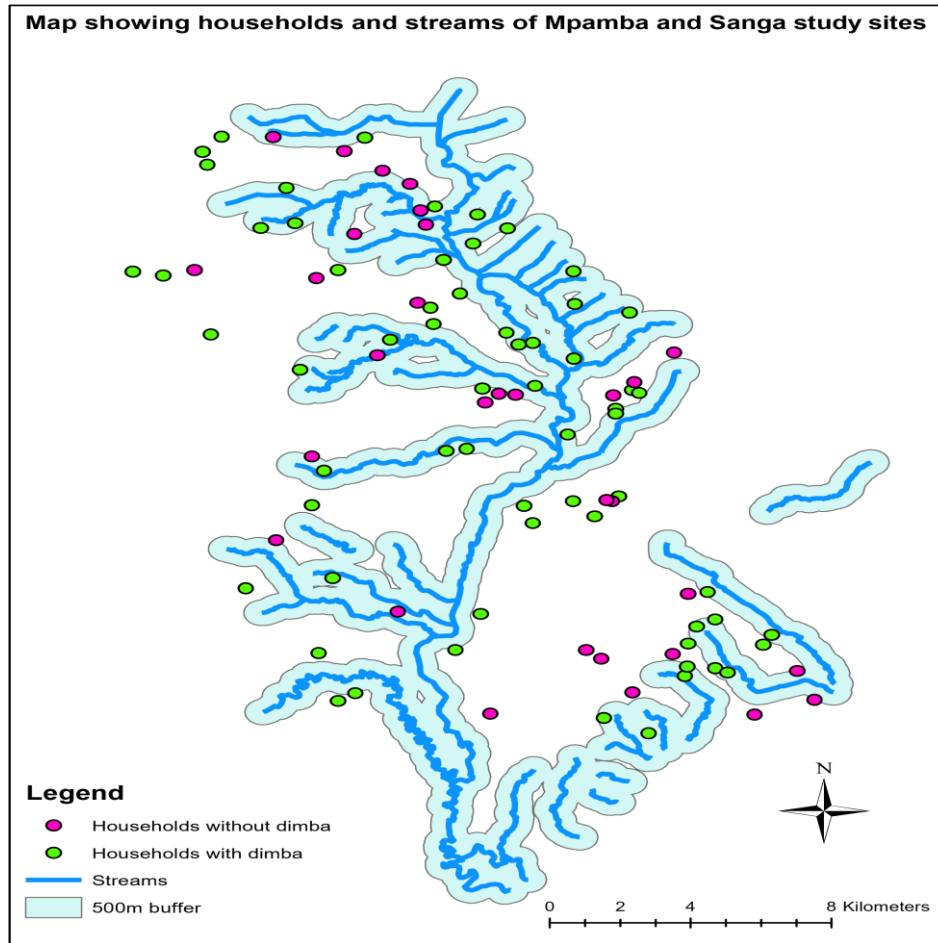 Map showing households and streams of Mpamba and Sanga study sites
N
Legend
Households without dimba
Households with dimba
Streams
500m buffer
0 2 4 8 Kilometers